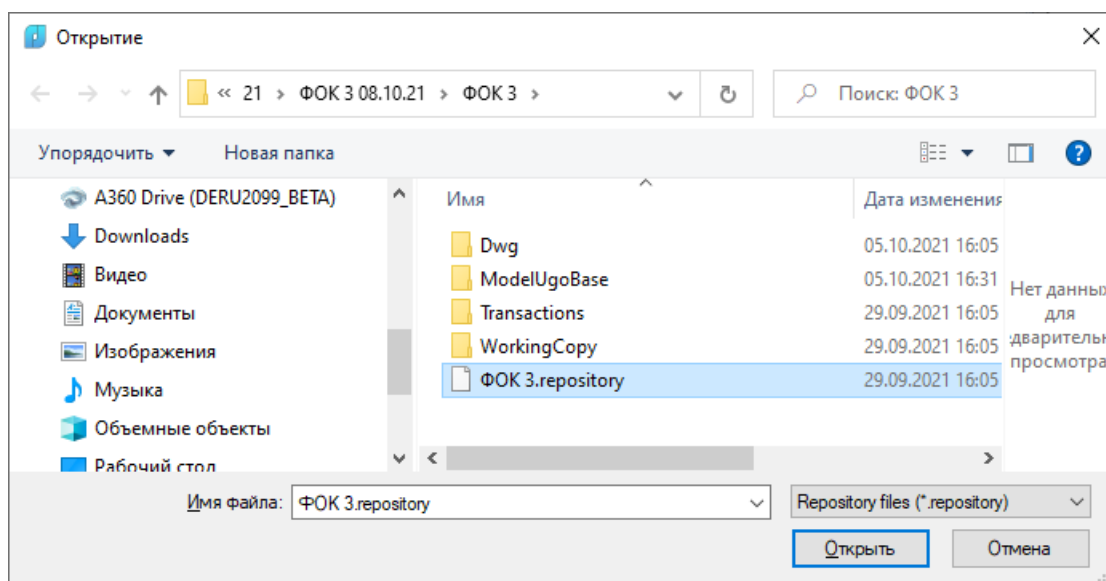 Открытие
« 21 › ФОК 3 08.10.21 › ФОК 3 ›
Поиск: ФОК 3
Упорядочить Новая папка
?
A360 Drive (DERU2099_BETA)
Downloads
Видео
Документы
Изображения
Музыка
Объемные объекты
Рабочий стол
Имя Дата изменения
Dwg 05.10.2021 16:05
ModelUgoBase 05.10.2021 16:31
Transactions 29.09.2021 16:05
WorkingCopy 29.09.2021 16:05
ФОК 3.repository 29.09.2021 16:05
Нет данных
для
едварительн
просмотра
Имя файла: ФОК 3.repository
Repository files (*.repository)
Открыть Отмена